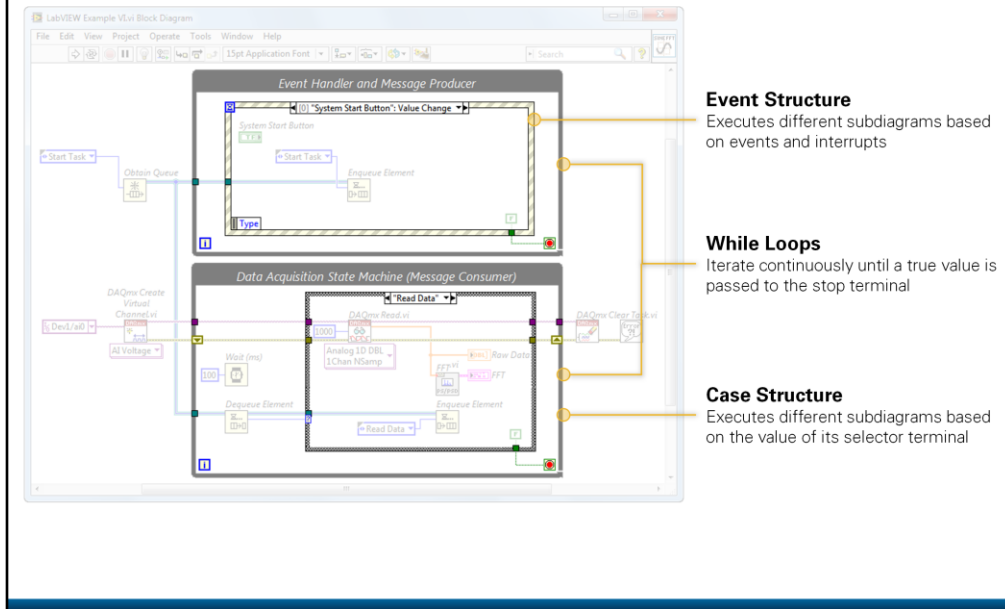 LabVIEW Example VI.vi Block Diagram
File Edit View Project Operate Tools Window Help
15pt Application Font
Search
Event Handler and Message Producer
[0] "System Start Button": Value Change
System Start Button
TF
Start Task
Start Task
Obtain Queue
Enqueue Element
Type
F
i
Data Acquisition State Machine (Message Consumer)
"Read Data"
DAQmx Create
Virtual
Channel.vi
DAQmx Read.vi
DAQmx Clear Task.vi
Dev1/ai0
1000
AI Voltage
Analog 1D DBL
1Chan NSamp
Raw Data
Wait (ms)
FFT.vi
FFT
100
Dequeue Element
Enqueue Element
Read Data
F
i
Event Structure
Executes different subdiagrams based
on events and interrupts
While Loops
Iterate continuously until a true value is
passed to the stop terminal
Case Structure
Executes different subdiagrams based
on the value of its selector terminal